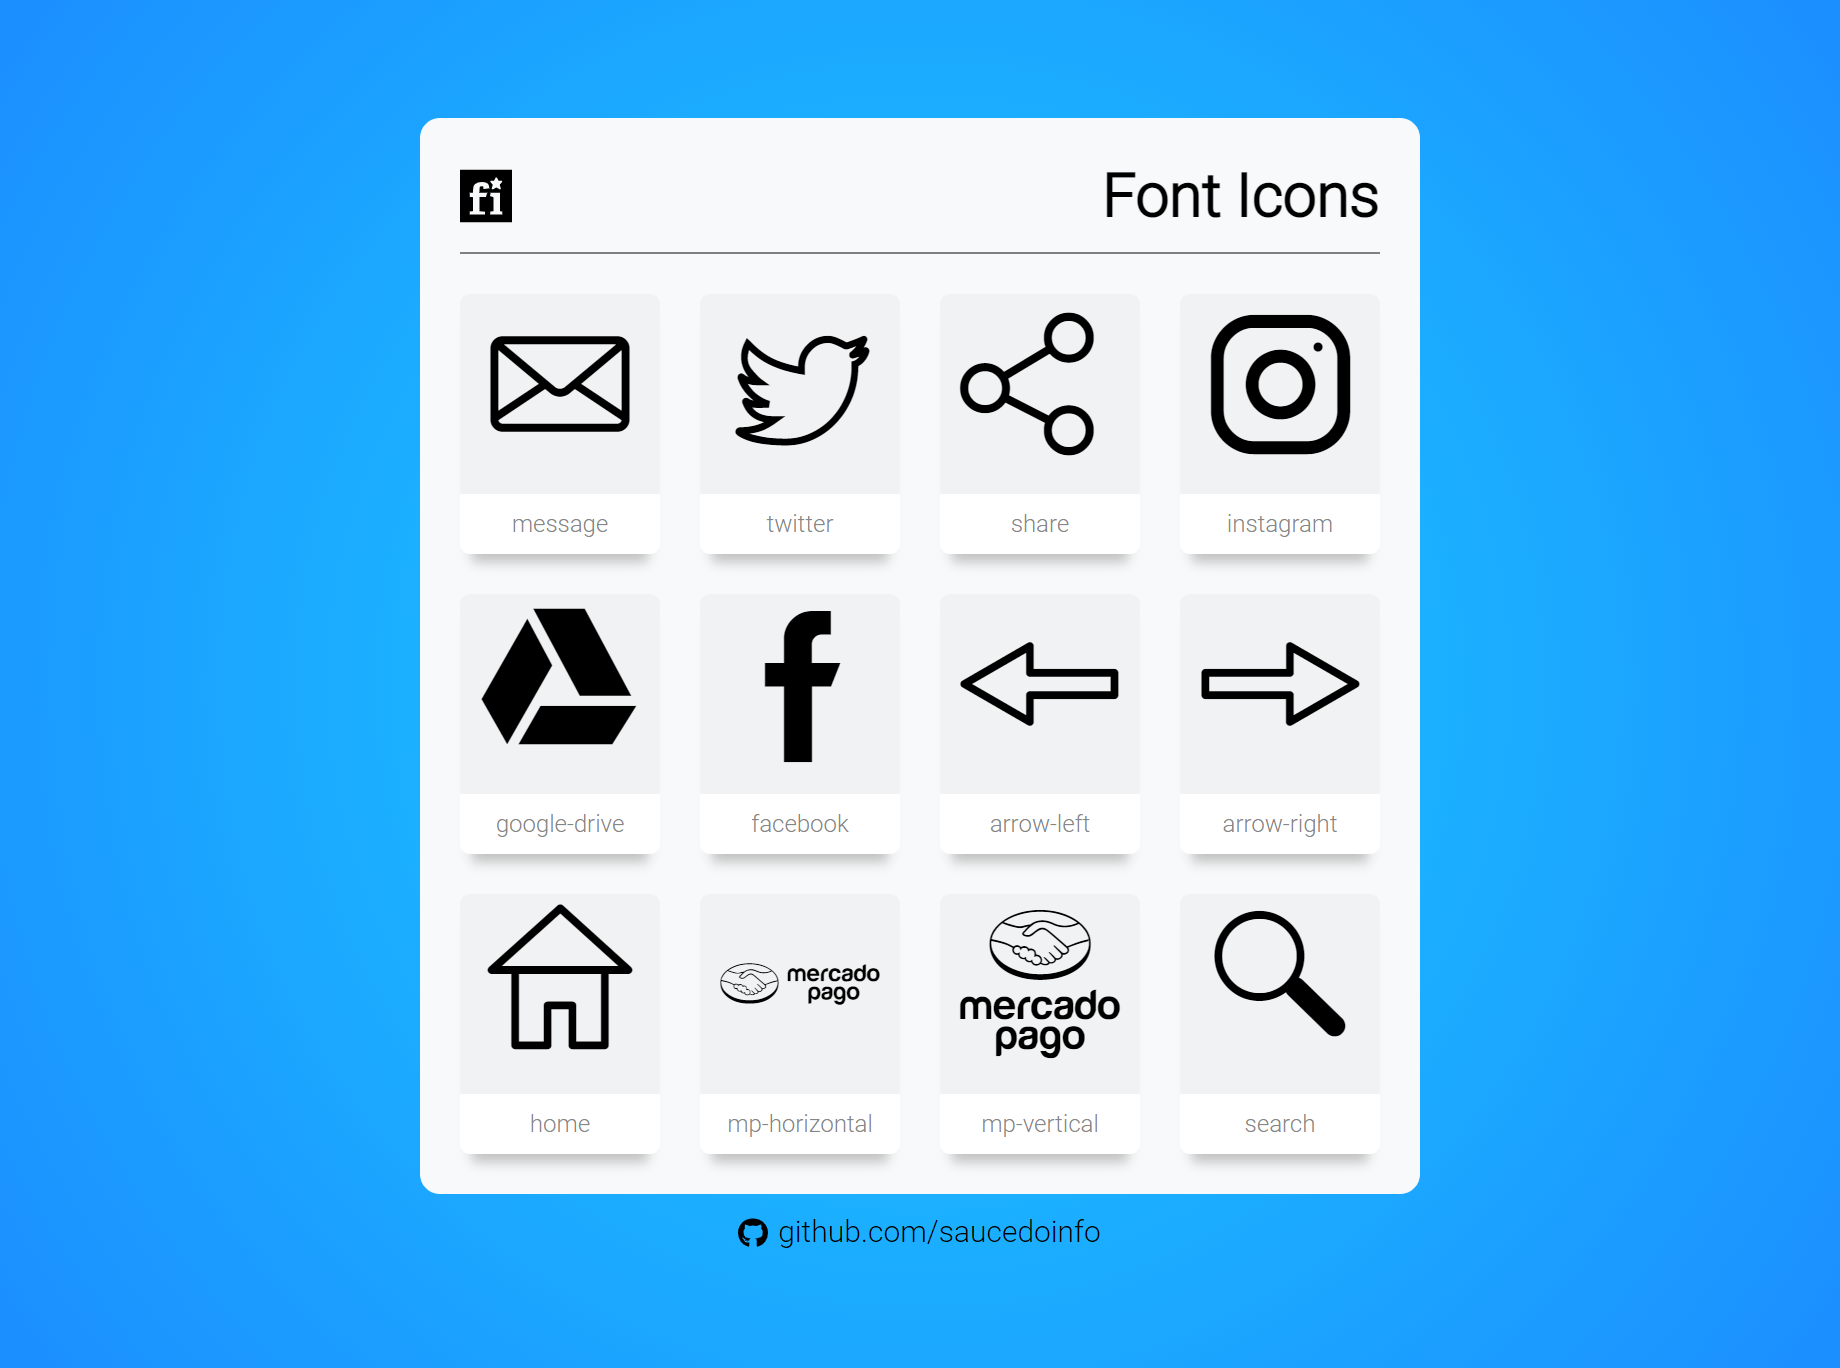 fi
Font Icons
message
twitter
share
instagram
google-drive
facebook
arrow-left
arrow-right
mercado
pago
mercado
pago
home
mp-horizontal
mp-vertical
search
github.com/saucedoinfo